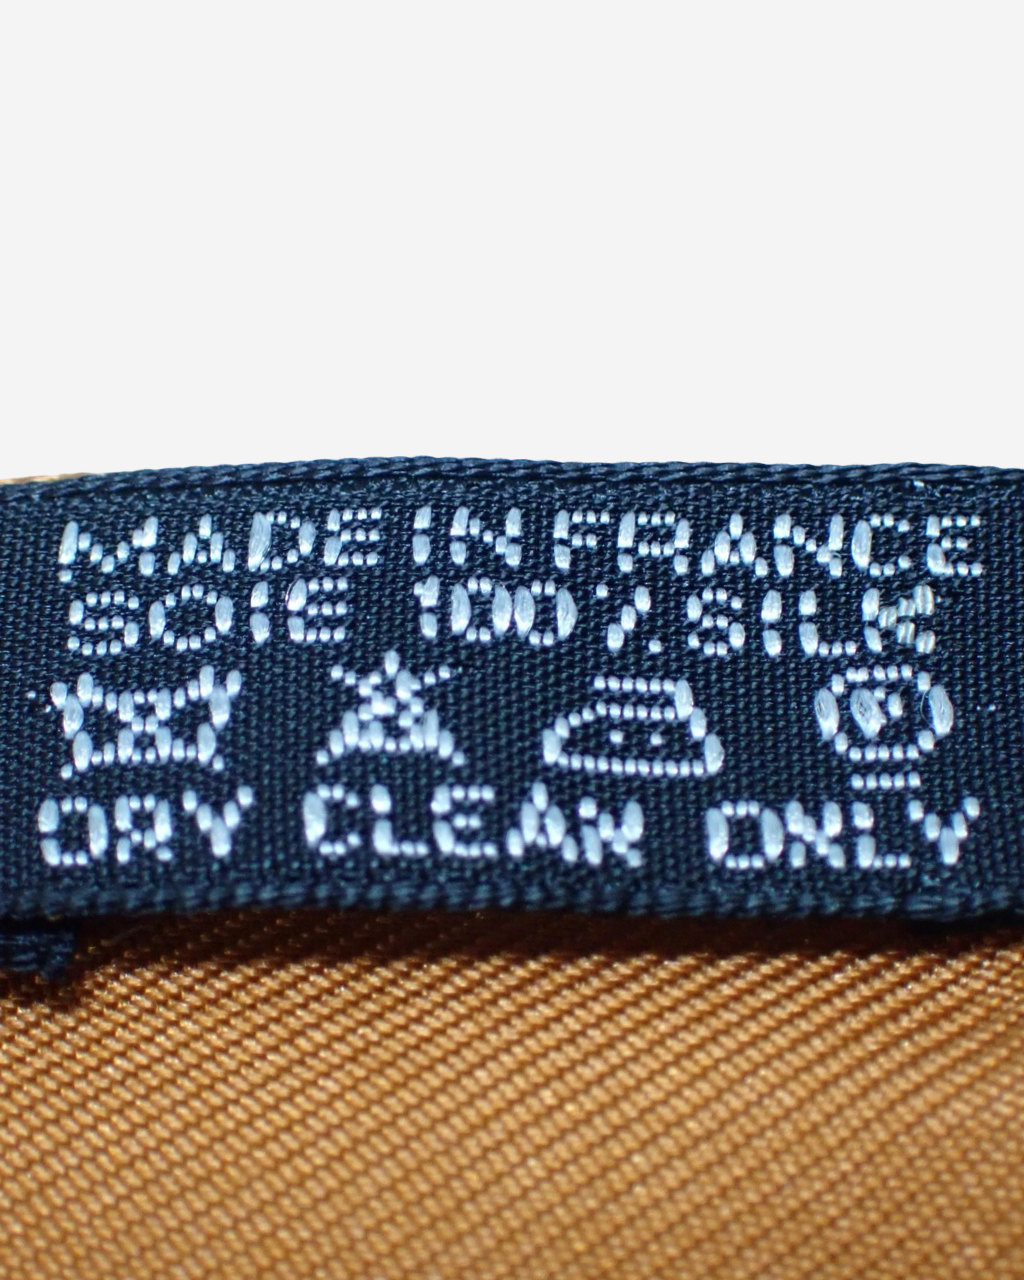 MADE IN FRANCE
SOIE 100% SILK
P
DRY CLEAN ONLY